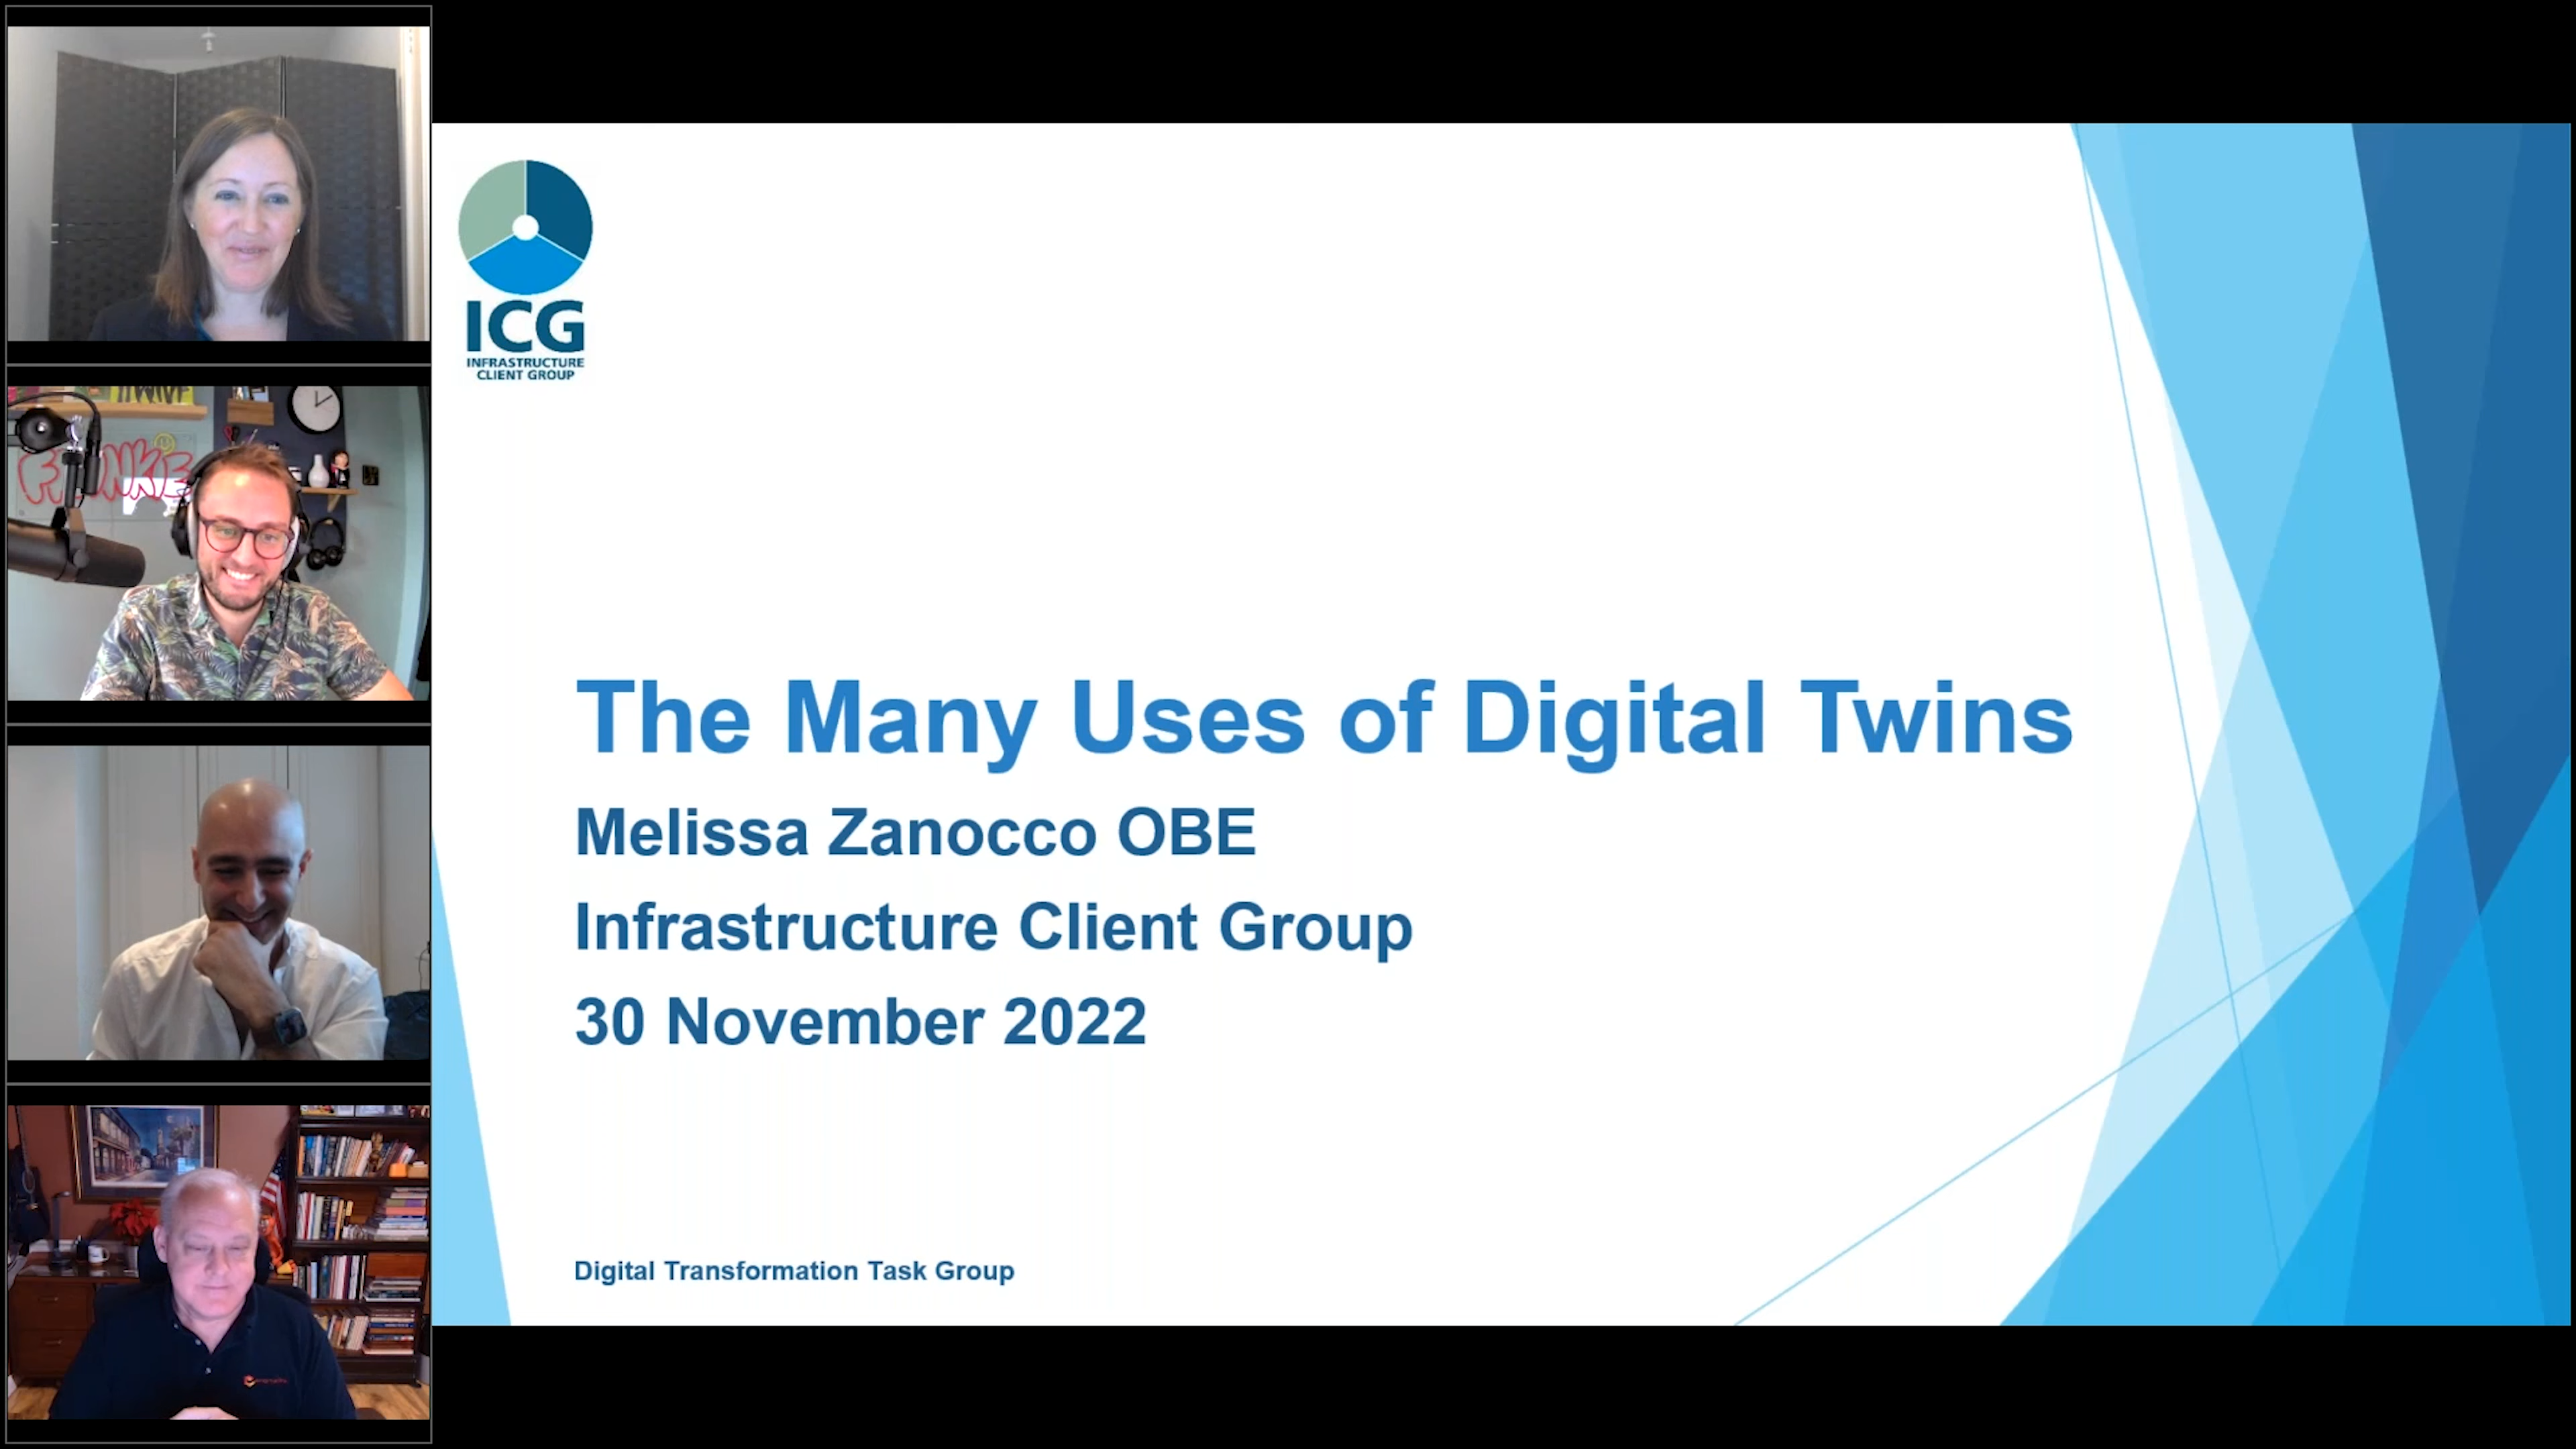 ICG
INFRASTRUCTURE
CLIENT GROUP
The Many Uses of Digital Twins
Melissa Zanocco OBE
Infrastructure Client Group
30 November 2022
Digital Transformation Task Group